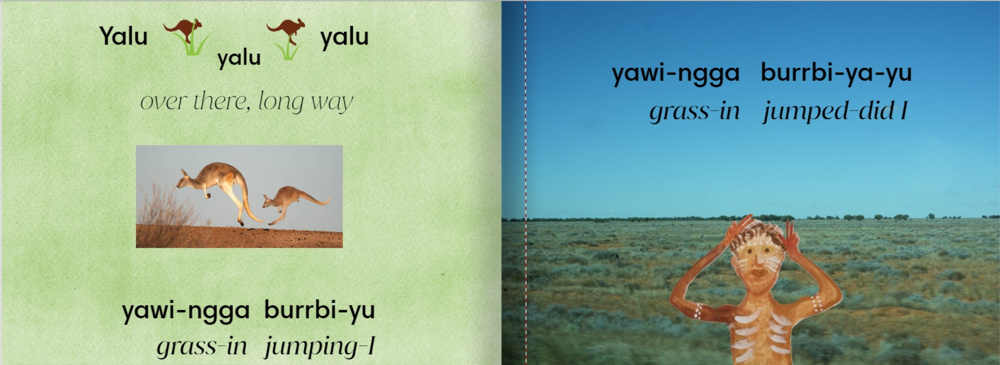 Yalu yalu yalu
over there, long way
yawi-ngga burrbi-yu
grass-in jumping-I
yawi-ngga burrbi-ya-yu
grass-in jumped-did I